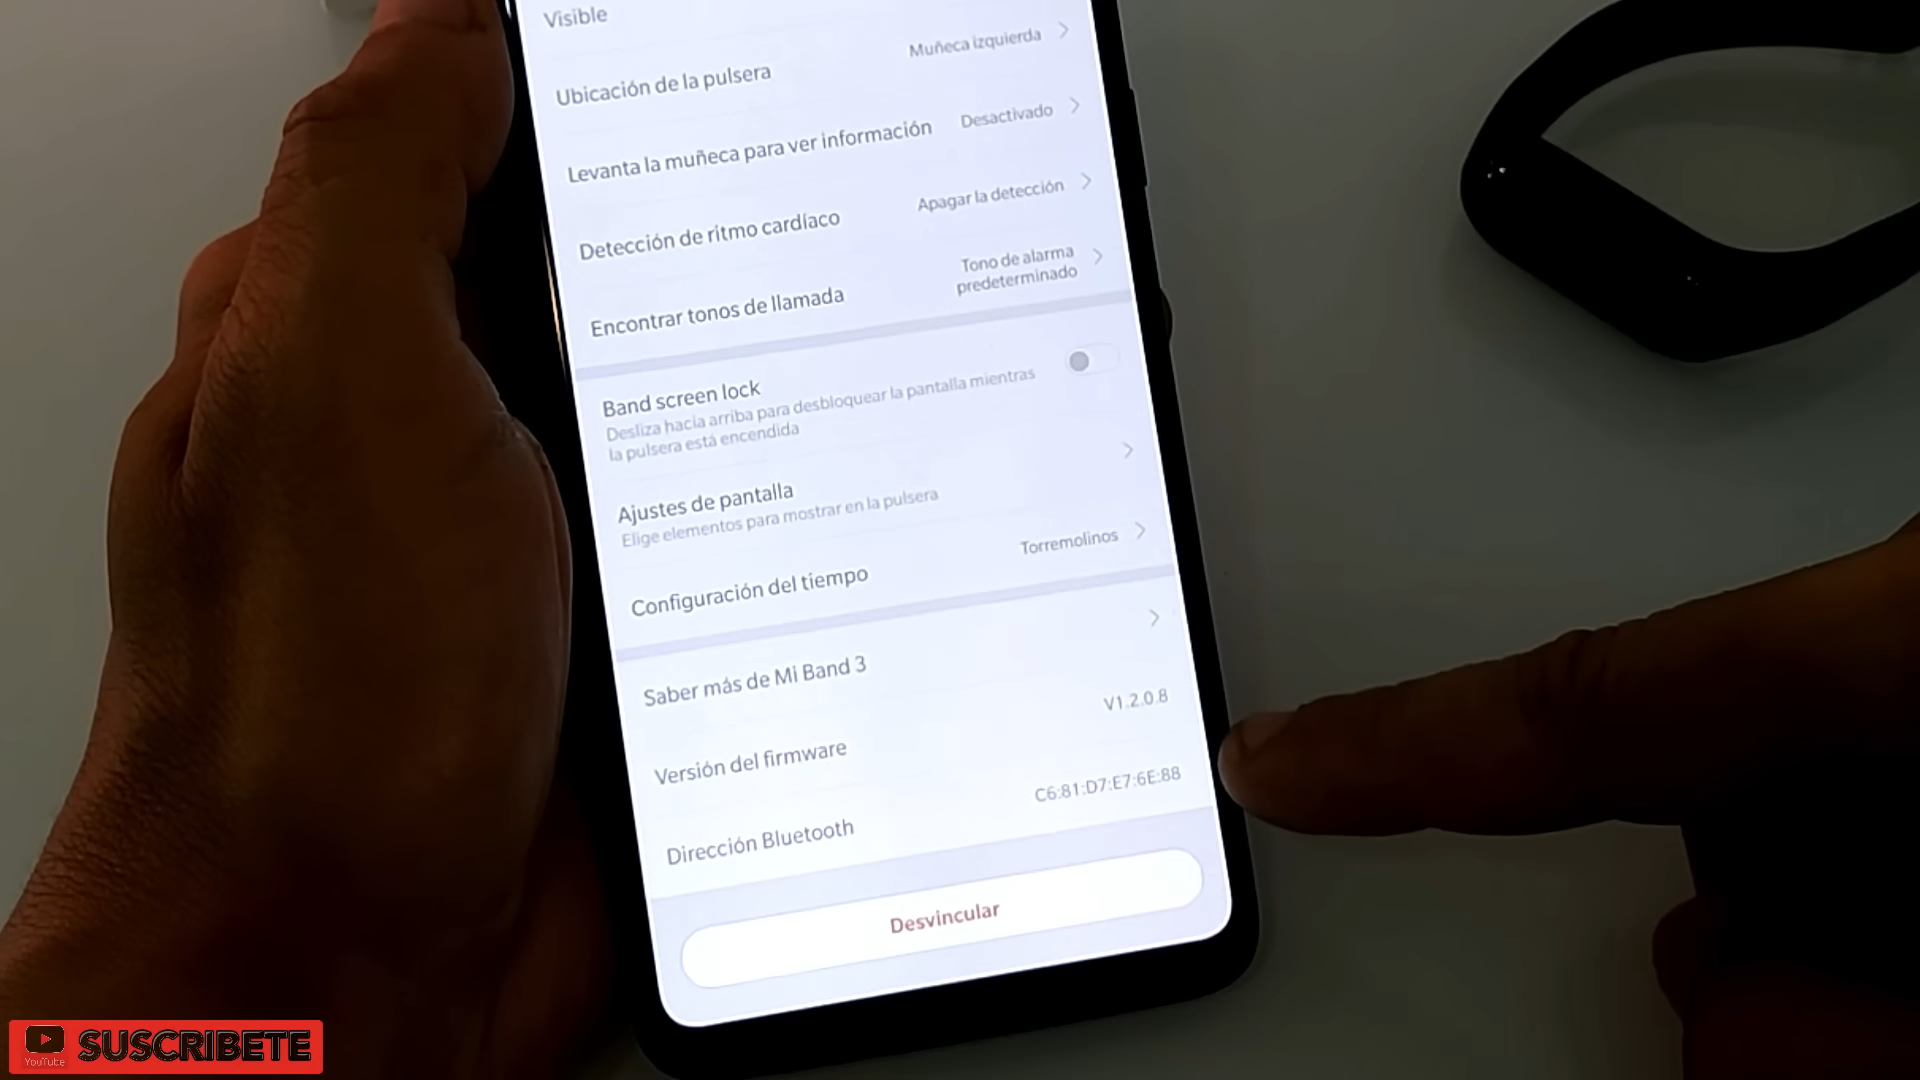 Visible
Ubicación de la pulsera
Muñeca izquierda
Levanta la muñeca para ver información
Desactivado
Detección de ritmo cardíaco
Apagar la detección
Encontrar tonos de llamada
Tono de alarma
predeterminado
Band screen lock
Desliza hacia arriba para desbloquear la pantalla mientras
la pulsera está encendida
Ajustes de pantalla
Elige elementos para mostrar en la pulsera
Configuración del tiempo
Torremolinos
Saber más de Mi Band 3
Versión del firmware
V1.2.0.8
Dirección Bluetooth
C6:81:D7:E7:6E:88
Desvincular
YouTube
SUSCRIBETE